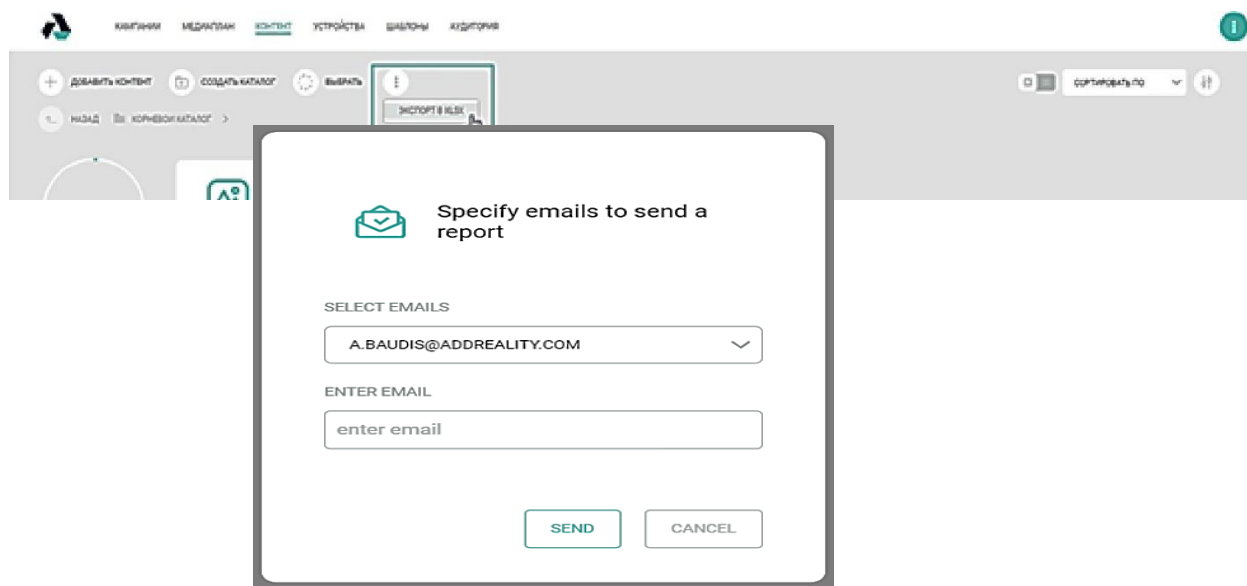 КАМПАНИИ МЕДИАПЛАН КОНТЕНТ УСТРОЙСТВА ШАБЛОНЫ АУДИТОРИЯ
ДОБАВИТЬ КОНТЕНТ СОЗДАТЬ КАТАЛОГ ВЫБРАТЬ СОРТИРОВАТЬ ПО
ЭКСПОРТ В XLSX
НАЗАД КОРНЕВОЙ КАТАЛОГ >
Specify emails to send a
report
SELECT EMAILS
A.BAUDIS@ADDREALITY.COM
ENTER EMAIL
enter email
SEND CANCEL